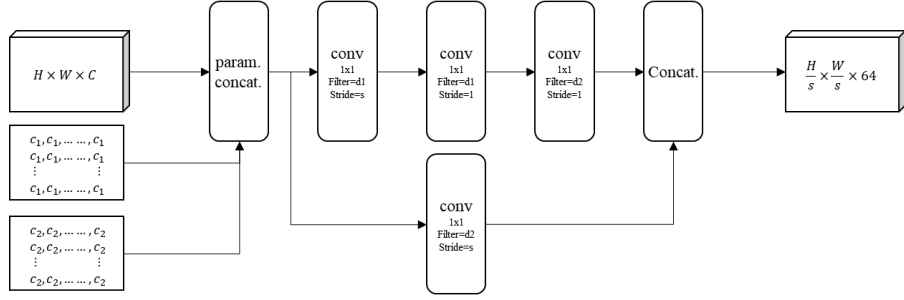 H × W × C
param.
concat.
conv
1x1
Filter=d1
Stride=s
conv
1x1
Filter=d1
Stride=1
conv
1x1
Filter=d2
Stride=1
Concat.
H/s × W/s × 64
c₁, c₁, … … , c₁
c₁, c₁, … … , c₁
⋮ ⋮
c₁, c₁, … … , c₁
conv
1x1
Filter=d2
Stride=s
c₂, c₂, … … , c₂
c₂, c₂, … … , c₂
⋮ ⋮
c₂, c₂, … … , c₂